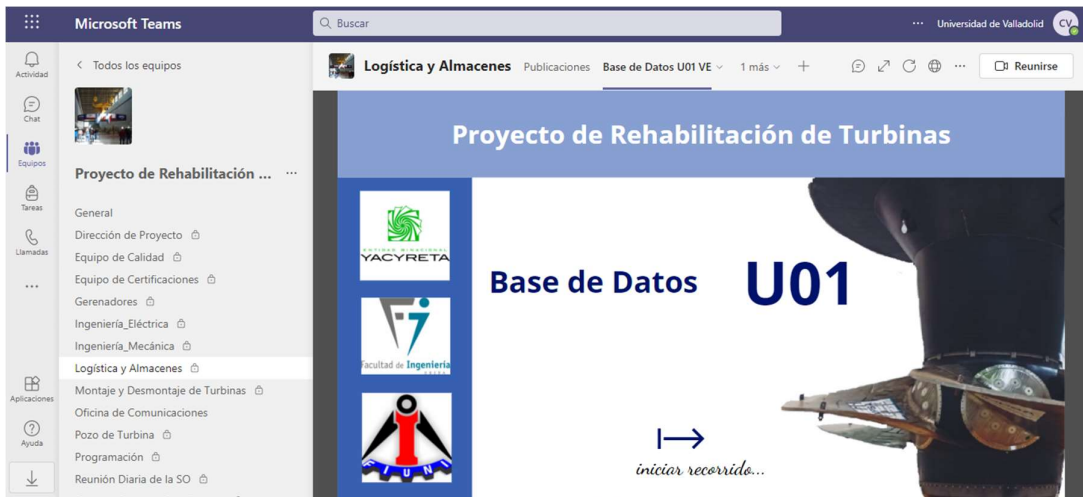 Microsoft Teams
Buscar
Universidad de Valladolid
CV
Actividad
Chat
Equipos
Tareas
Llamadas
Aplicaciones
Ayuda
Todos los equipos
Proyecto de Rehabilitación ...
General
Dirección de Proyecto
Equipo de Calidad
Equipo de Certificaciones
Gerenadores
Ingeniería_Eléctrica
Ingeniería_Mecánica
Logística y Almacenes
Montaje y Desmontaje de Turbinas
Oficina de Comunicaciones
Pozo de Turbina
Programación
Reunión Diaria de la SO
Logística y Almacenes Publicaciones Base de Datos U01 VE 1 más
Reunirse
Proyecto de Rehabilitación de Turbinas
ENTIDAD BINACIONAL
YACYRETA
Facultad de Ingeniería
FIUNI
Base de Datos U01
iniciar recorrido...